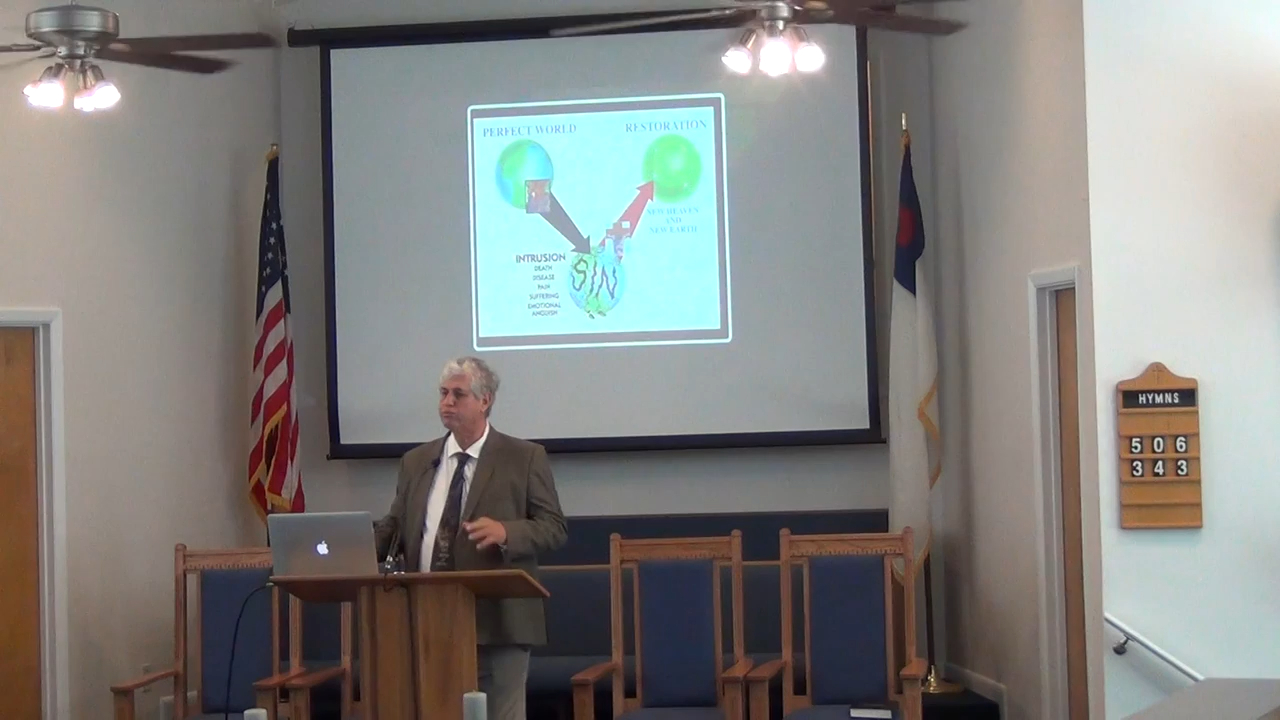 PERFECT WORLD
RESTORATION
NEW HEAVEN
AND
NEW EARTH
INTRUSION
DEATH
DISEASE
PAIN
SUFFERING
EMOTIONAL
ANGUISH
SIN
HYMNS
506
343